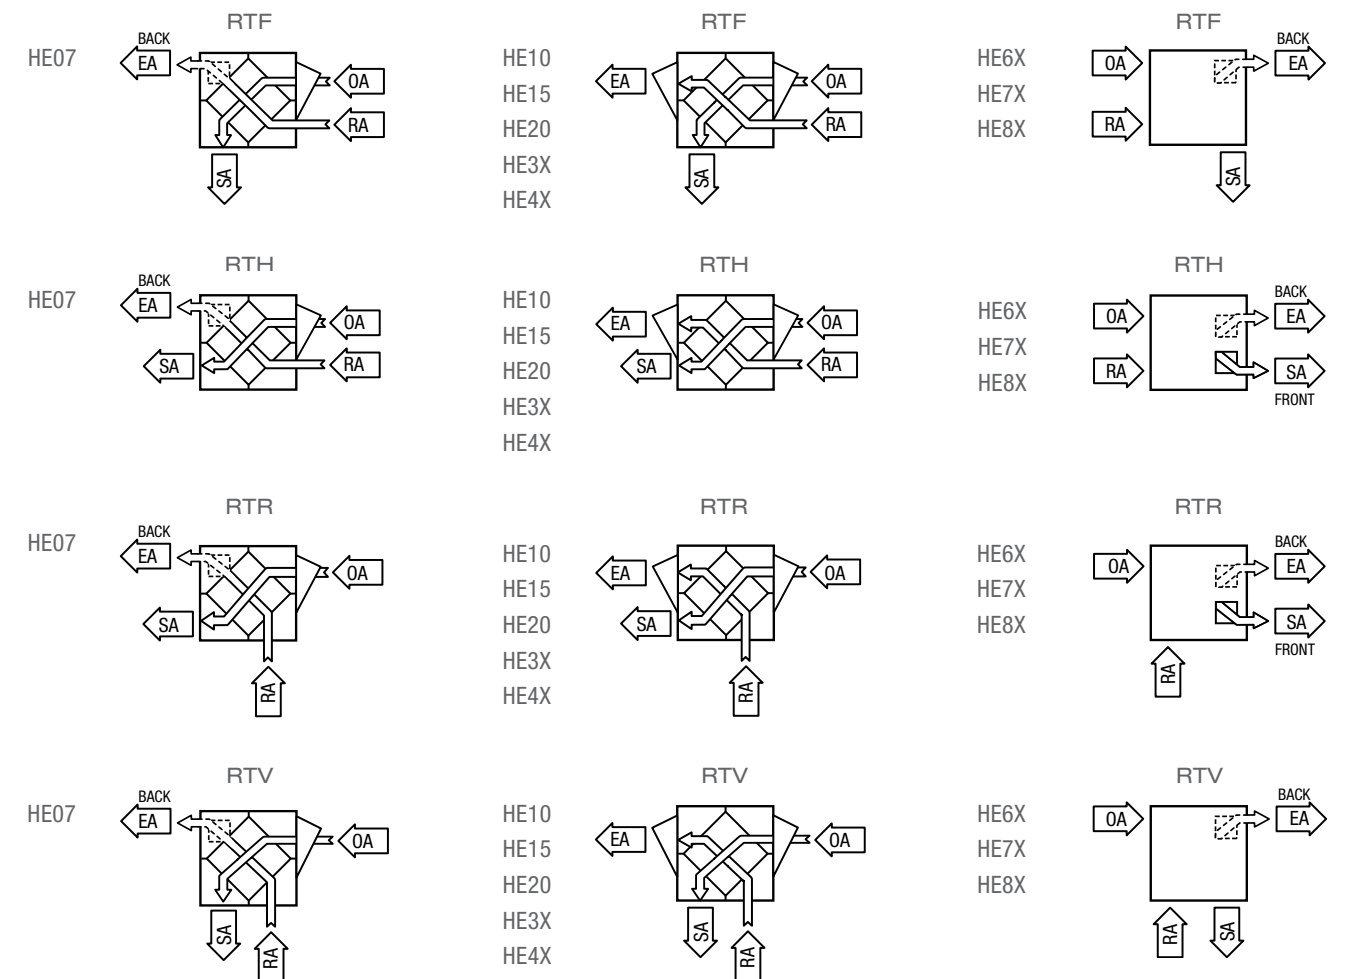 RTF
RTF
RTF
HE07
BACK
EA
OA
RA
SA
HE10
HE15
HE20
HE3X
HE4X
EA
OA
RA
SA
HE6X
HE7X
HE8X
OA
RA
BACK
EA
SA
RTH
RTH
RTH
HE07
BACK
EA
OA
SA
RA
HE10
HE15
HE20
HE3X
HE4X
EA
OA
SA
RA
HE6X
HE7X
HE8X
OA
RA
BACK
EA
SA
FRONT
RTR
RTR
RTR
HE07
BACK
EA
OA
SA
RA
HE10
HE15
HE20
HE3X
HE4X
EA
OA
SA
RA
HE6X
HE7X
HE8X
OA
BACK
EA
SA
FRONT
RA
RTV
RTV
RTV
HE07
BACK
EA
OA
SA
RA
HE10
HE15
HE20
HE3X
HE4X
EA
OA
SA
RA
HE6X
HE7X
HE8X
OA
BACK
EA
RA
SA